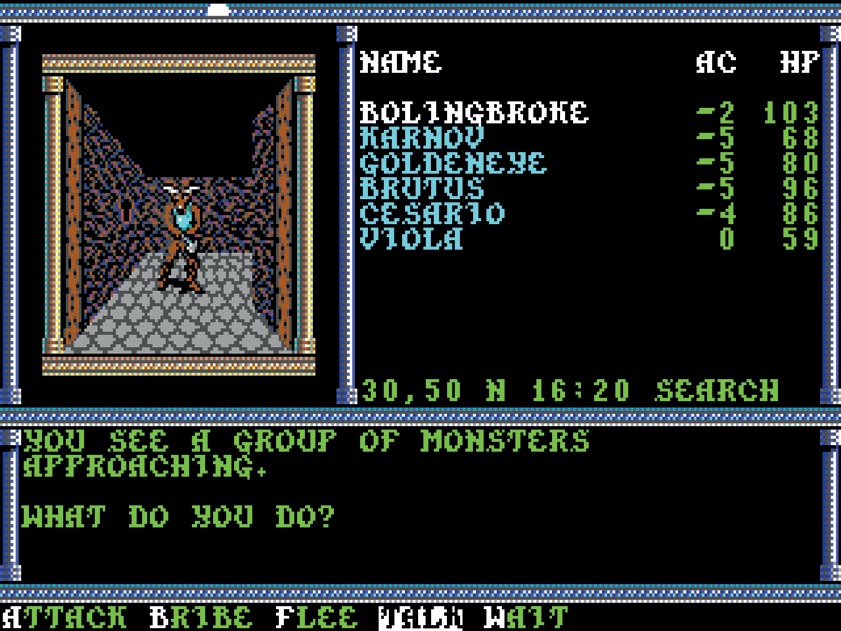 NAME AC HP
BOLINGBROKE -2 103
KARNOV -5 68
GOLDENEYE -5 80
BRUTUS -5 96
CESARIO -4 86
VIOLA 0 59
30,50 N 16:20 SEARCH
YOU SEE A GROUP OF MONSTERS
APPROACHING.
WHAT DO YOU DO?
ATTACK BRIBE FLEE TALK WAIT